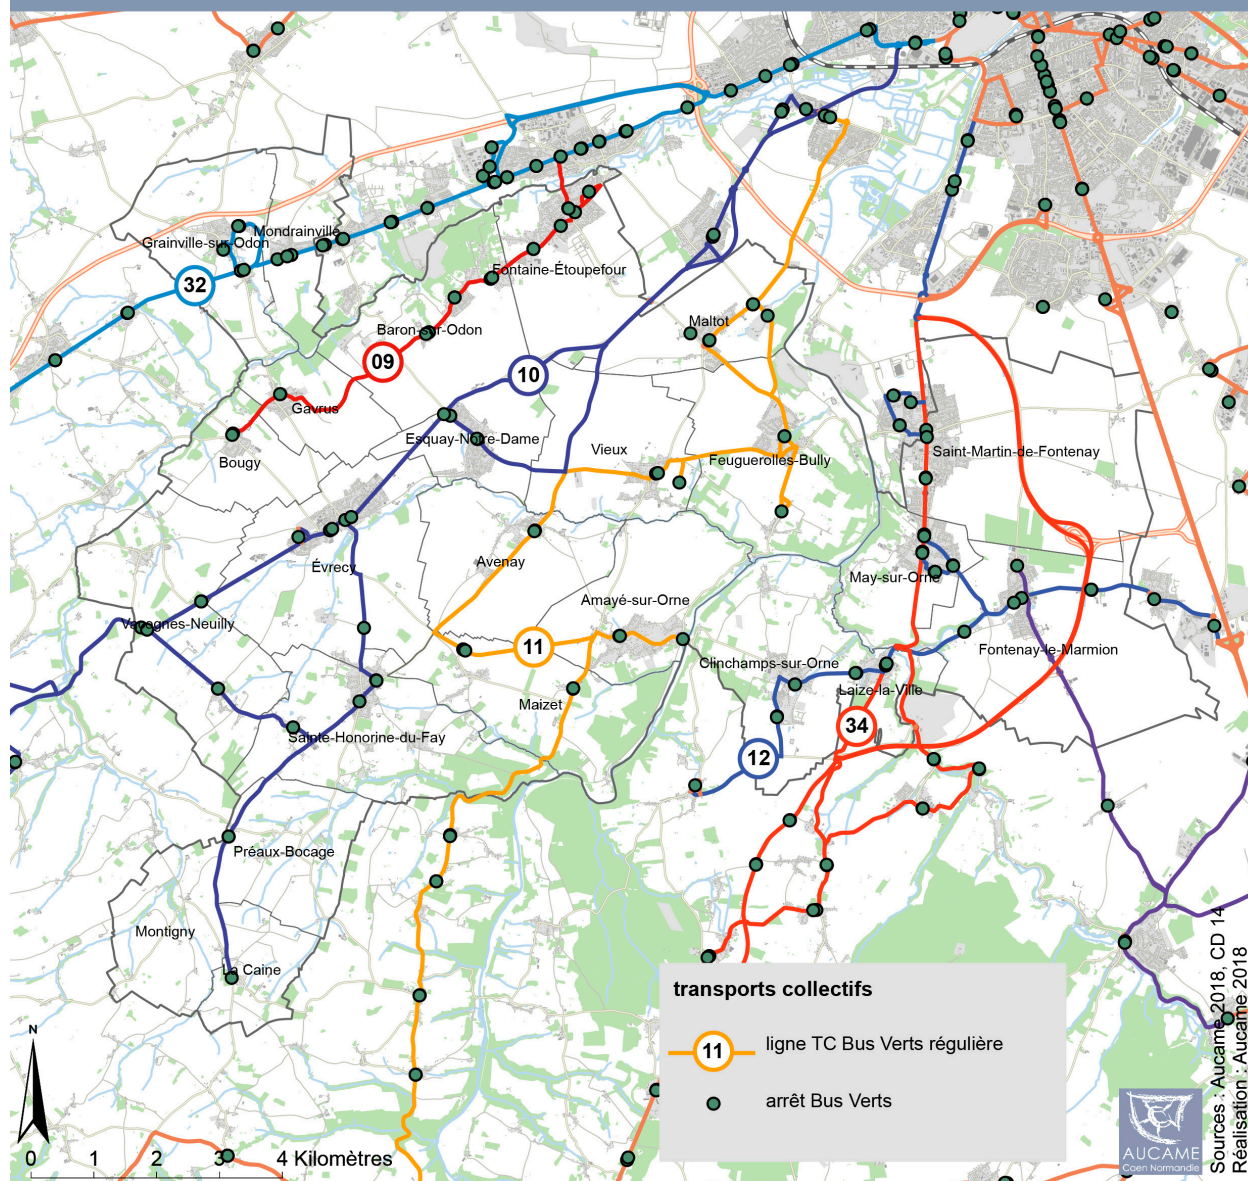 Grainville-sur-Odon
Mondrainville
32
Fontaine-Étoupefour
Baron-sur-Odon
Maltot
09
10
Gavrus
Esquay-Notre-Dame
Bougy
Vieux
Feuguerolles-Bully
Saint-Martin-de-Fontenay
Évrecy
Avenay
May-sur-Orne
Amayé-sur-Orne
Vacognes-Neuilly
11
Clinchamps-sur-Orne
Fontenay-le-Marmion
Laize-la-Ville
Maizet
34
Sainte-Honorine-du-Fay
12
Préaux-Bocage
Montigny
La Caine
transports collectifs
11
ligne TC Bus Verts régulière
arrêt Bus Verts
N
0 1 2 3 4 Kilomètres
AUCAME
Caen Normandie
Sources : Aucame 2018, CD 14
Réalisation : Aucame 2018